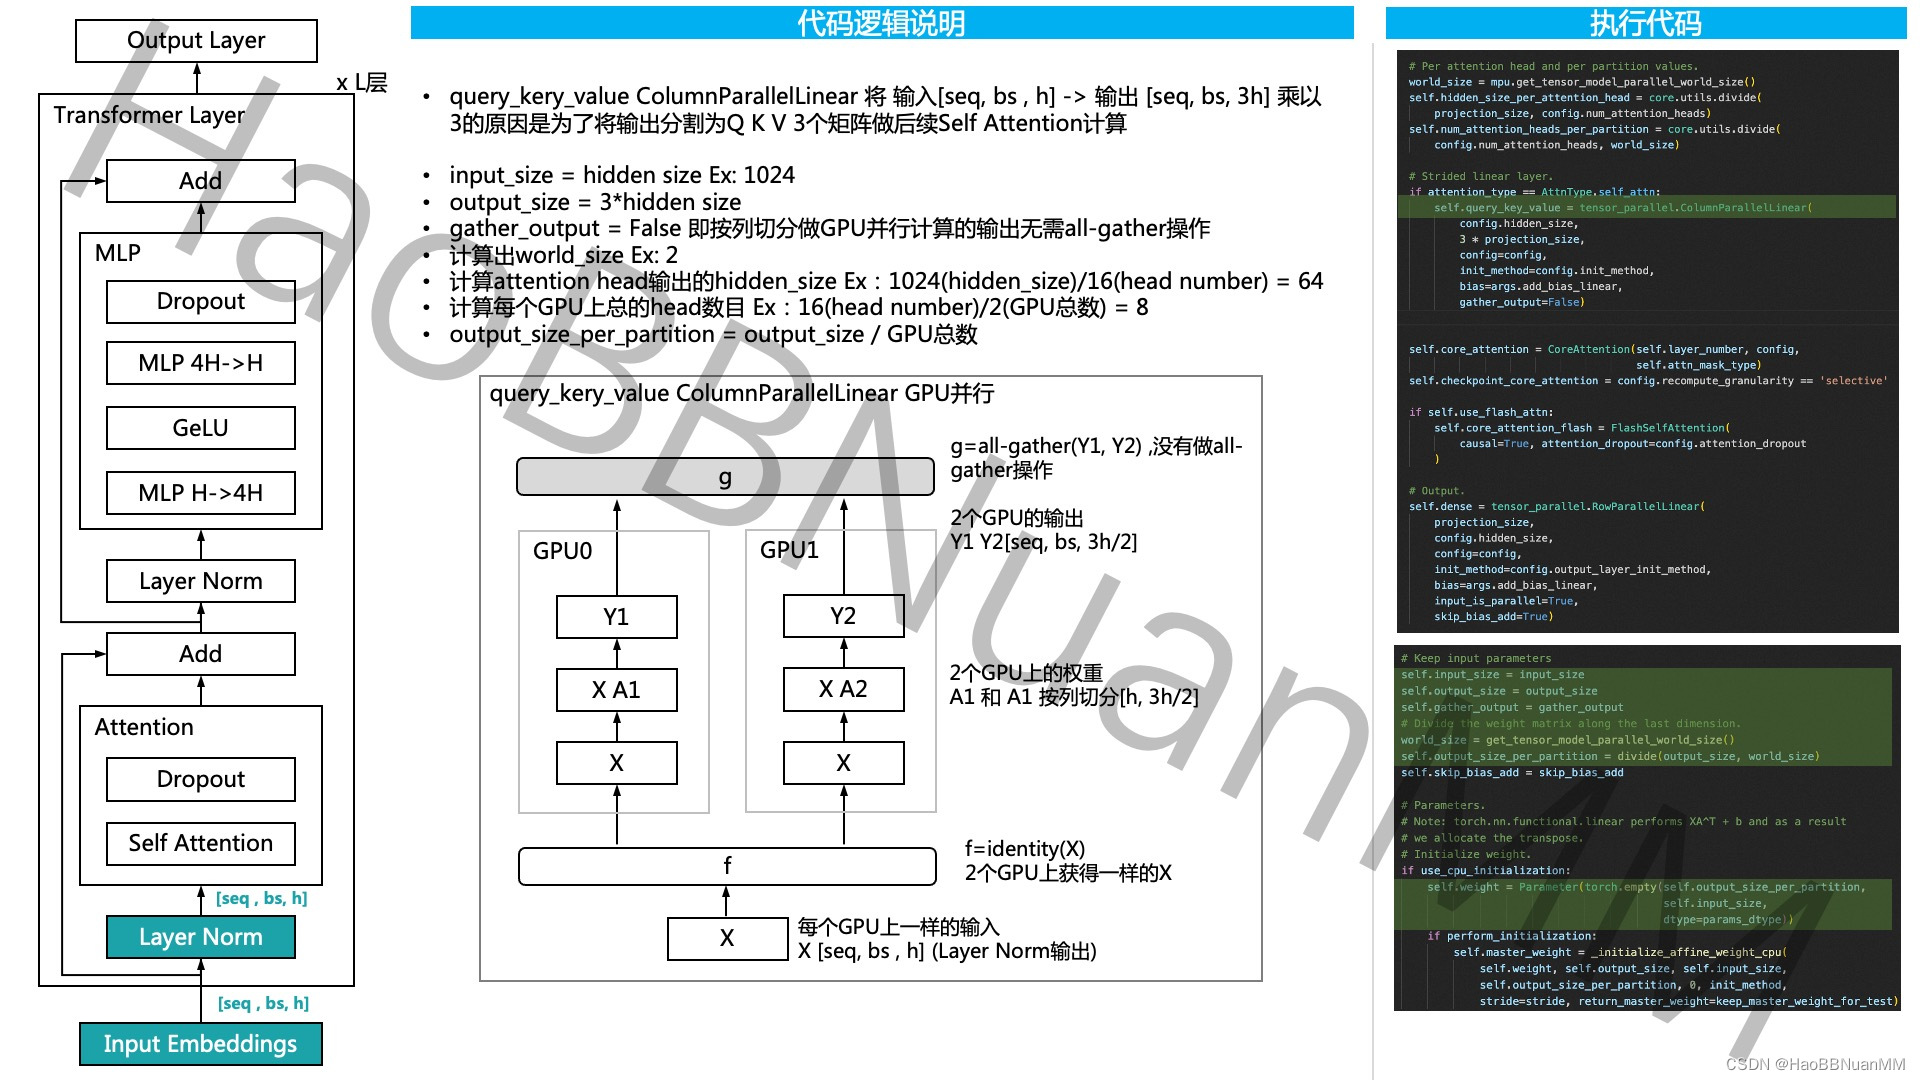 Output Layer
x L层
Transformer Layer
Add
MLP
Dropout
MLP 4H->H
GeLU
MLP H->4H
Layer Norm
Add
Attention
Dropout
Self Attention
[seq , bs, h]
Layer Norm
[seq , bs, h]
Input Embeddings
代码逻辑说明
• query_kery_value ColumnParallelLinear 将 输入[seq, bs , h] -> 输出 [seq, bs, 3h] 乘以
3的原因是为了将输出分割为Q K V 3个矩阵做后续Self Attention计算
• input_size = hidden size Ex: 1024
• output_size = 3*hidden size
• gather_output = False 即按列切分做GPU并行计算的输出无需all-gather操作
• 计算出world_size Ex: 2
• 计算attention head输出的hidden_size Ex : 1024(hidden_size)/16(head number) = 64
• 计算每个GPU上总的head数目 Ex : 16(head number)/2(GPU总数) = 8
• output_size_per_partition = output_size / GPU总数
query_kery_value ColumnParallelLinear GPU并行
g=all-gather(Y1, Y2) ,没有做all-
gather操作
g
2个GPU的输出
Y1 Y2[seq, bs, 3h/2]
GPU0
GPU1
Y1
Y2
X A1
X A2
2个GPU上的权重
A1 和 A1 按列切分[h, 3h/2]
X
X
f=identity(X)
2个GPU上获得一样的X
f
X
每个GPU上一样的输入
X [seq, bs , h] (Layer Norm输出)
执行代码
# Per attention head and per partition values.
world_size = mpu.get_tensor_model_parallel_world_size()
self.hidden_size_per_attention_head = core.utils.divide(
projection_size, config.num_attention_heads)
self.num_attention_heads_per_partition = core.utils.divide(
config.num_attention_heads, world_size)
# Strided linear layer.
if attention_type == AttnType.self_attn:
self.query_key_value = tensor_parallel.ColumnParallelLinear(
config.hidden_size,
3 * projection_size,
config=config,
init_method=config.init_method,
bias=args.add_bias_linear,
gather_output=False)
self.core_attention = CoreAttention(self.layer_number, config,
self.attn_mask_type)
self.checkpoint_core_attention = config.recompute_granularity == 'selective'
if self.use_flash_attn:
self.core_attention_flash = FlashSelfAttention(
causal=True, attention_dropout=config.attention_dropout
)
# Output.
self.dense = tensor_parallel.RowParallelLinear(
projection_size,
config.hidden_size,
config=config,
init_method=config.output_layer_init_method,
bias=args.add_bias_linear,
input_is_parallel=True,
skip_bias_add=True)
# Keep input parameters
self.input_size = input_size
self.output_size = output_size
self.gather_output = gather_output
# Divide the weight matrix along the last dimension.
world_size = get_tensor_model_parallel_world_size()
self.output_size_per_partition = divide(output_size, world_size)
self.skip_bias_add = skip_bias_add
# Parameters.
# Note: torch.nn.functional.linear performs XA^T + b and as a result
# we allocate the transpose.
# Initialize weight.
if use_cpu_initialization:
self.weight = Parameter(torch.empty(self.output_size_per_partition,
self.input_size,
dtype=params_dtype))
if perform_initialization:
self.master_weight = _initialize_affine_weight_cpu(
self.weight, self.output_size, self.input_size,
self.output_size_per_partition, 0, init_method,
stride=stride, return_master_weight=keep_master_weight_for_test)
HaoBBNuanMM
CSDN @HaoBBNuanMM